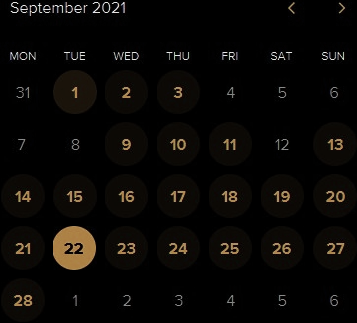 September 2021
MON TUE WED THU FRI SAT SUN
31 1 2 3 4 5 6
7 8 9 10 11 12 13
14 15 16 17 18 19 20
21 22 23 24 25 26 27
28 1 2 3 4 5 6